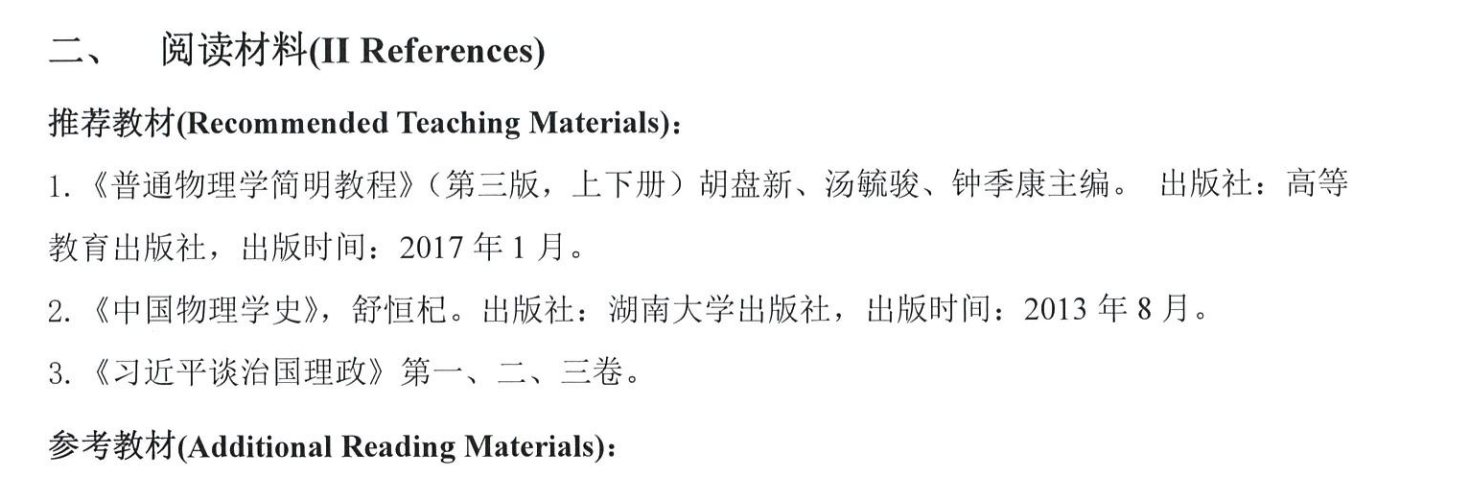 二、 阅读材料(II References)
推荐教材(Recommended Teaching Materials)：
1.《普通物理学简明教程》（第三版，上下册）胡盘新、汤毓骏、钟季康主编。 出版社：高等
教育出版社，出版时间：2017 年 1 月。
2.《中国物理学史》，舒恒杞。出版社：湖南大学出版社，出版时间：2013 年 8 月。
3.《习近平谈治国理政》第一、二、三卷。
参考教材(Additional Reading Materials)：